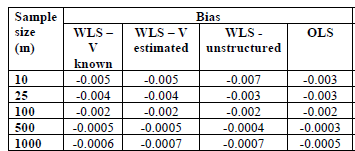 Sample size (m) Bias
WLS – V known WLS – V estimated WLS - unstructured OLS
10 -0.005 -0.005 -0.007 -0.003
25 -0.004 -0.004 -0.003 -0.003
100 -0.002 -0.002 -0.002 -0.002
500 -0.0005 -0.0005 -0.0004 -0.0003
1000 -0.0006 -0.0007 -0.0007 -0.0005